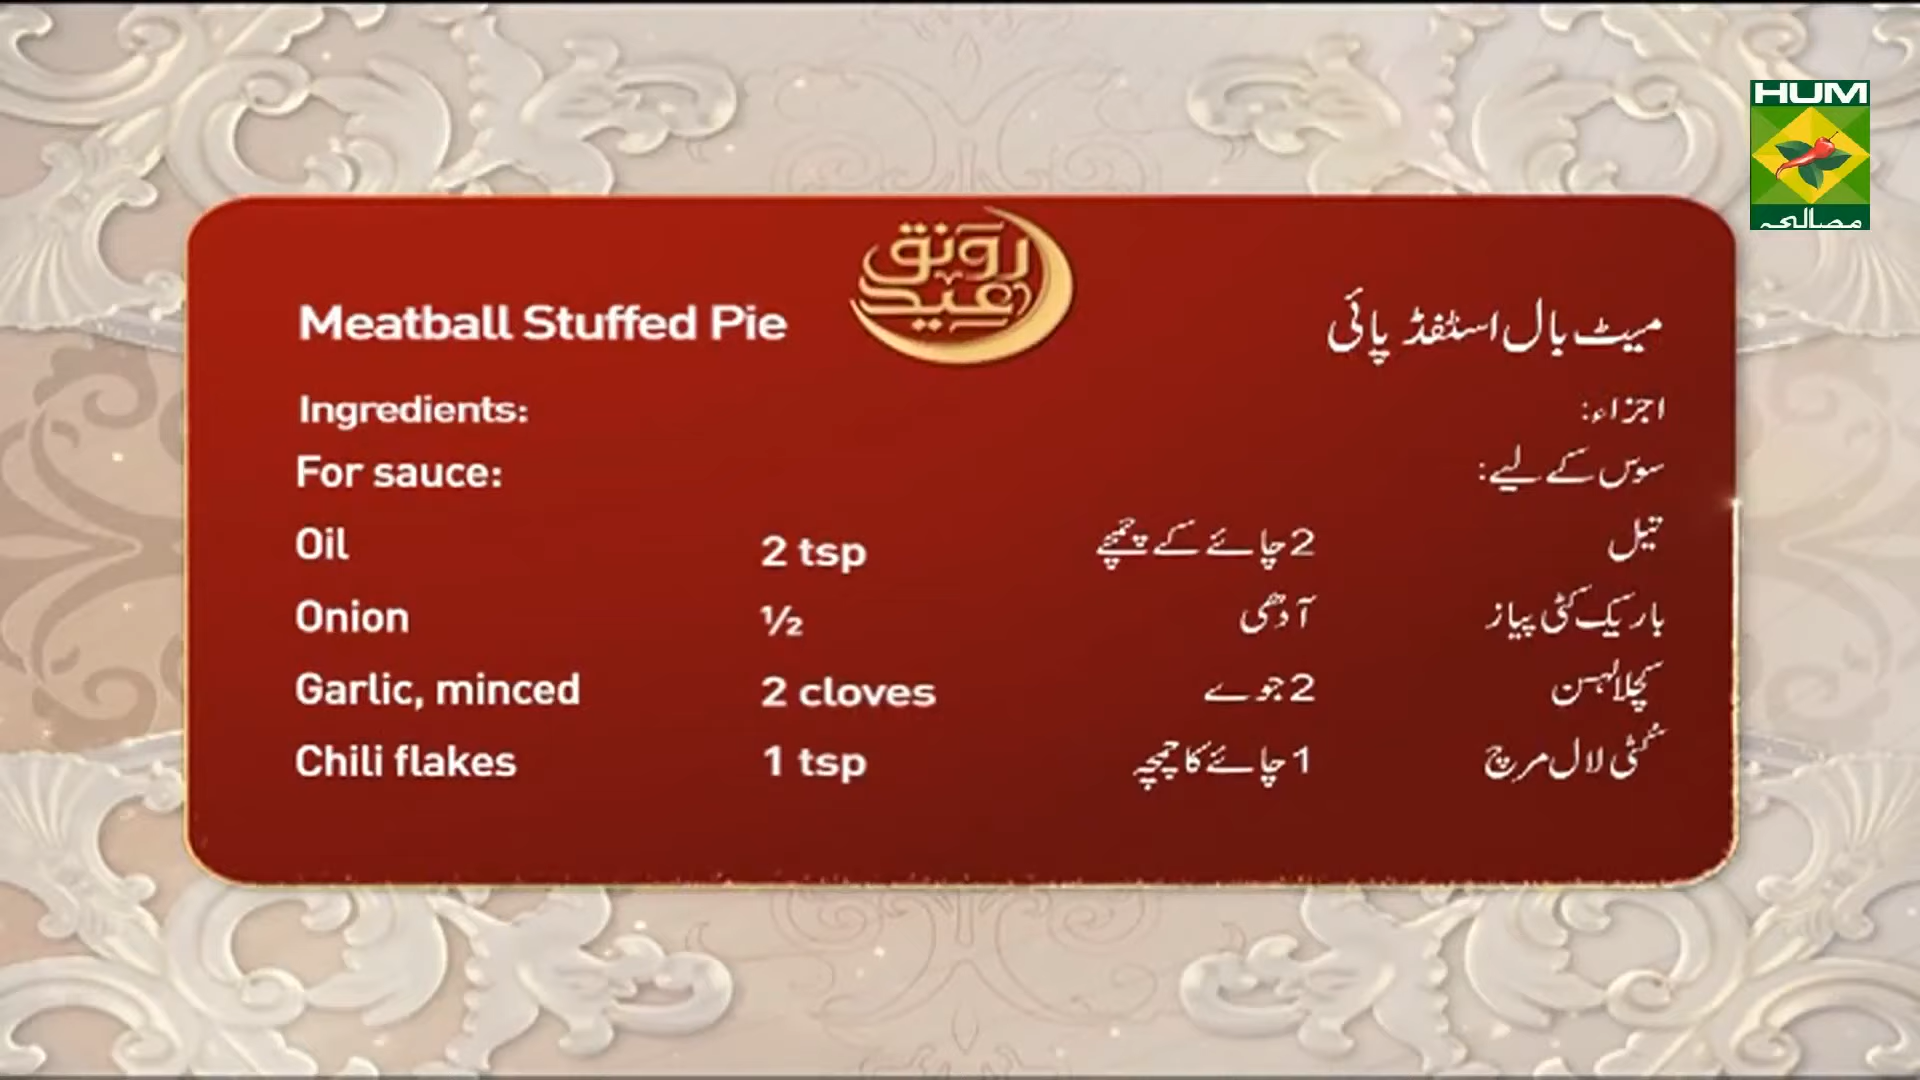 HUM
مصالحہ
رونق عید
Meatball Stuffed Pie میٹ بال اسٹفڈ پائی
Ingredients: اجزاء:
For sauce: سوس کے لیے:
Oil 2 tsp 2 چائے کے چمچے تیل
Onion ½ آدھی باریک کٹی پیاز
Garlic, minced 2 cloves 2 جوے کچلا لہسن
Chili flakes 1 tsp 1 چائے کا چمچہ کٹی لال مرچ